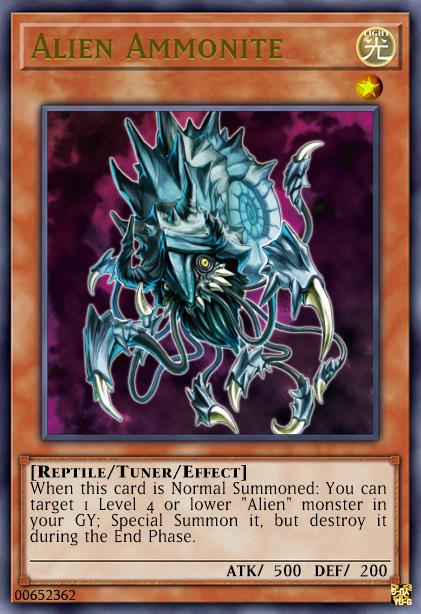 ALIEN AMMONITE
LIGHT
光
[REPTILE/TUNER/EFFECT]
When this card is Normal Summoned: You can
target 1 Level 4 or lower "Alien" monster in
your GY; Special Summon it, but destroy it
during the End Phase.
ATK/ 500 DEF/ 200
00652362